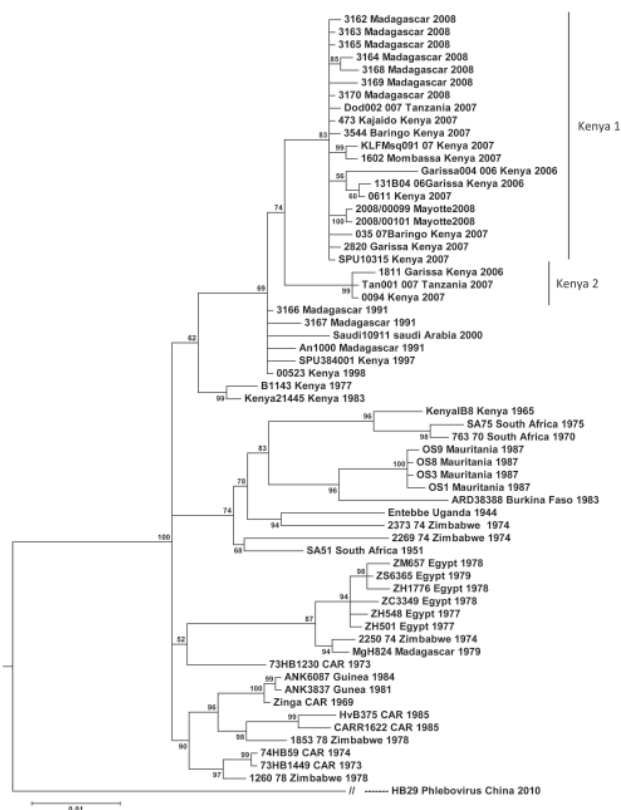 3162 Madagascar 2008
3163 Madagascar 2008
3165 Madagascar 2008
85
3164 Madagascar 2008
3168 Madagascar 2008
3169 Madagascar 2008
3170 Madagascar 2008
Dod002 007 Tanzania 2007
473 Kajaido Kenya 2007
83
3544 Baringo Kenya 2007
Kenya 1
99
KLFMsq091 07 Kenya 2007
1602 Mombassa Kenya 2007
56
Garissa004 006 Kenya 2006
131B04 06Garissa Kenya 2006
60
0611 Kenya 2007
74
2008/00099 Mayotte2008
100
2008/00101 Mayotte2008
035 07Baringo Kenya 2007
2820 Garissa Kenya 2007
SPU10315 Kenya 2007
1811 Garissa Kenya 2006
99
Tan001 007 Tanzania 2007
0094 Kenya 2007
Kenya 2
69
3166 Madagascar 1991
3167 Madagascar 1991
Saudi10911 saudi Arabia 2000
62
An1000 Madagascar 1991
SPU384001 Kenya 1997
00523 Kenya 1998
99
B1143 Kenya 1977
Kenya21445 Kenya 1983
96
KenyaIB8 Kenya 1965
SA75 South Africa 1975
98
763 70 South Africa 1970
83
OS9 Mauritania 1987
100
OS8 Mauritania 1987
OS3 Mauritania 1987
78
96
OS1 Mauritania 1987
ARD38388 Burkina Faso 1983
74
94
Entebbe Uganda 1944
2373 74 Zimbabwe 1974
68
2269 74 Zimbabwe 1974
SA51 South Africa 1951
100
98
ZM657 Egypt 1978
ZS6365 Egypt 1979
ZH1776 Egypt 1978
94
ZC3349 Egypt 1978
ZH548 Egypt 1977
87
ZH501 Egypt 1977
94
2250 74 Zimbabwe 1974
MgH824 Madagascar 1979
52
73HB1230 CAR 1973
99
ANK6087 Guinea 1984
100
ANK3837 Gunea 1981
Zinga CAR 1969
96
99
HvB375 CAR 1985
CARR1622 CAR 1985
98
1853 78 Zimbabwe 1978
90
99
74HB59 CAR 1974
73HB1449 CAR 1973
97
1260 78 Zimbabwe 1978
// ------- HB29 Phlebovirus China 2010
0.01